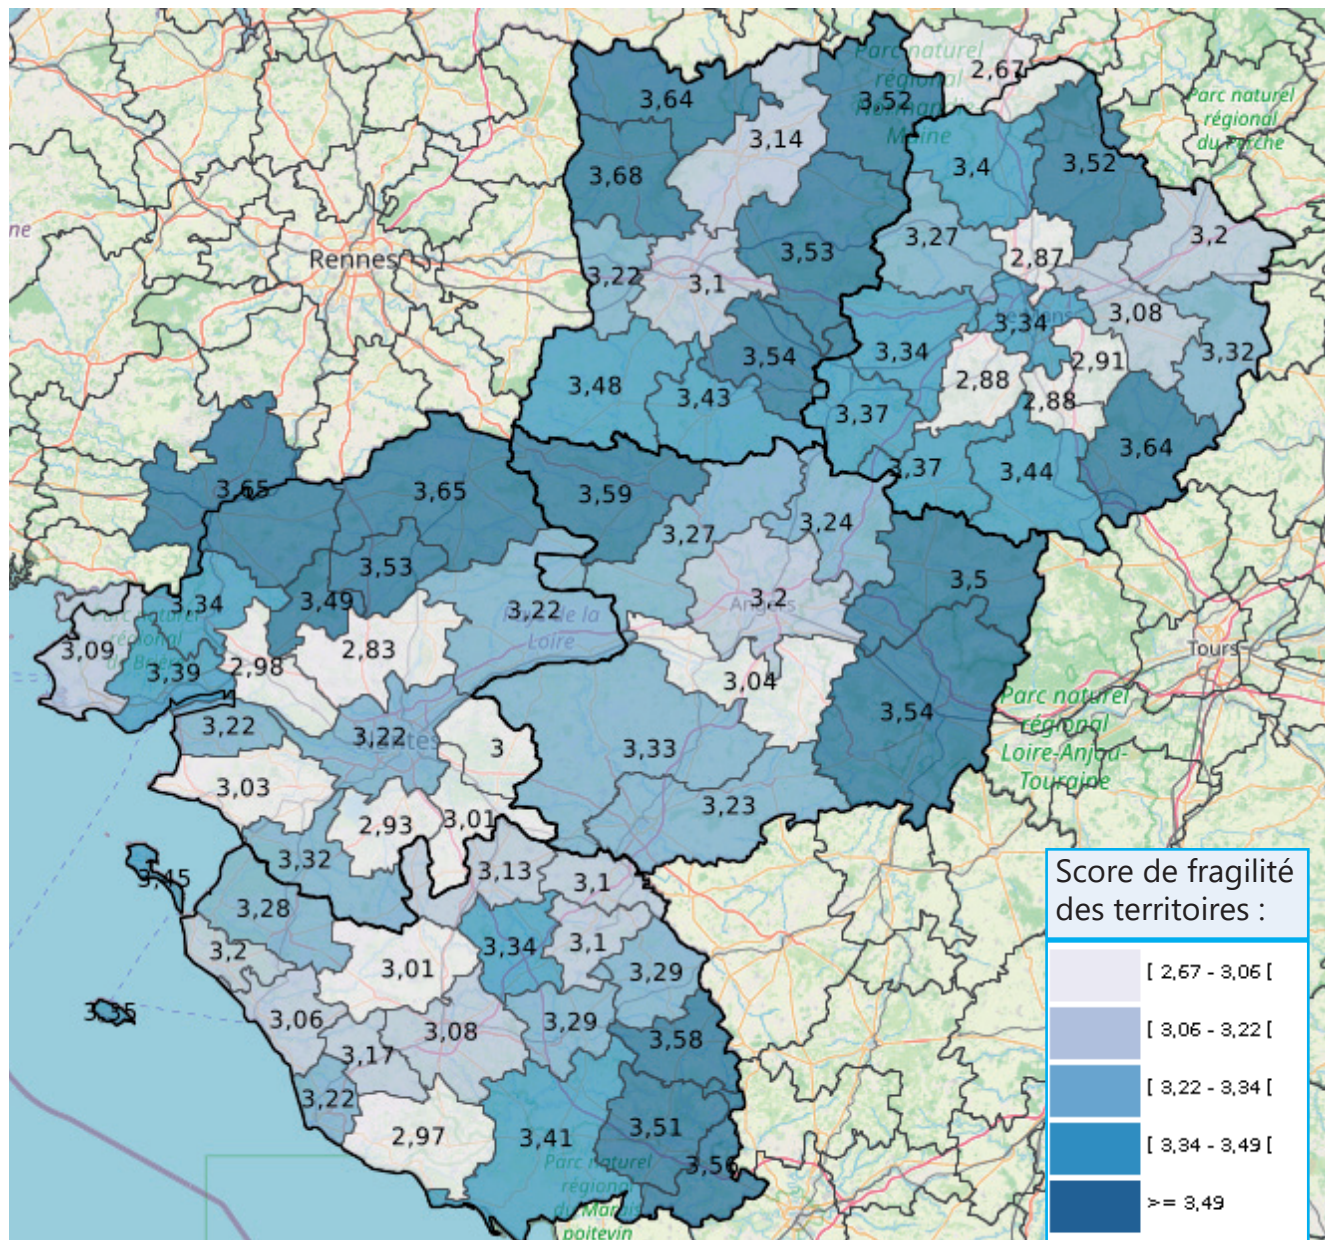 Parc naturel
régional
Normandie-
Maine
2,67
3,64
3,52
Parc naturel
régional
du Perche
3,14
3,4
3,52
3,68
ne
3,27
3,2
Rennes
3,53
2,87
3,22
3,1
3,08
3,34
3,34
3,32
3,54
2,91
3,48
2,88
3,43
2,88
3,37
3,64
3,37
3,44
3,65
3,65
3,59
3,24
3,27
3,53
3,5
3,49
3,2
Angers
3,34
3,22
Pays de la
Loire
Parc naturel
régional
de Brière
3,09
2,83
2,98
3,39
Tours
3,04
Parc naturel
régional
Loire-Anjou-
Touraine
3,54
3,22
3,22
Nantes
3
3,33
3,03
3,23
2,93
3,01
3,32
3,13
3,1
3,45
3,28
3,2
3,01
3,34
3,1
3,29
3,35
3,06
3,08
3,29
3,17
3,58
3,22
2,97
3,41
3,51
3,56
Parc naturel
régional
du Marais
poitevin
Score de fragilité
des territoires :
[ 2,67 - 3,06 [
[ 3,06 - 3,22 [
[ 3,22 - 3,34 [
[ 3,34 - 3,49 [
>= 3,49